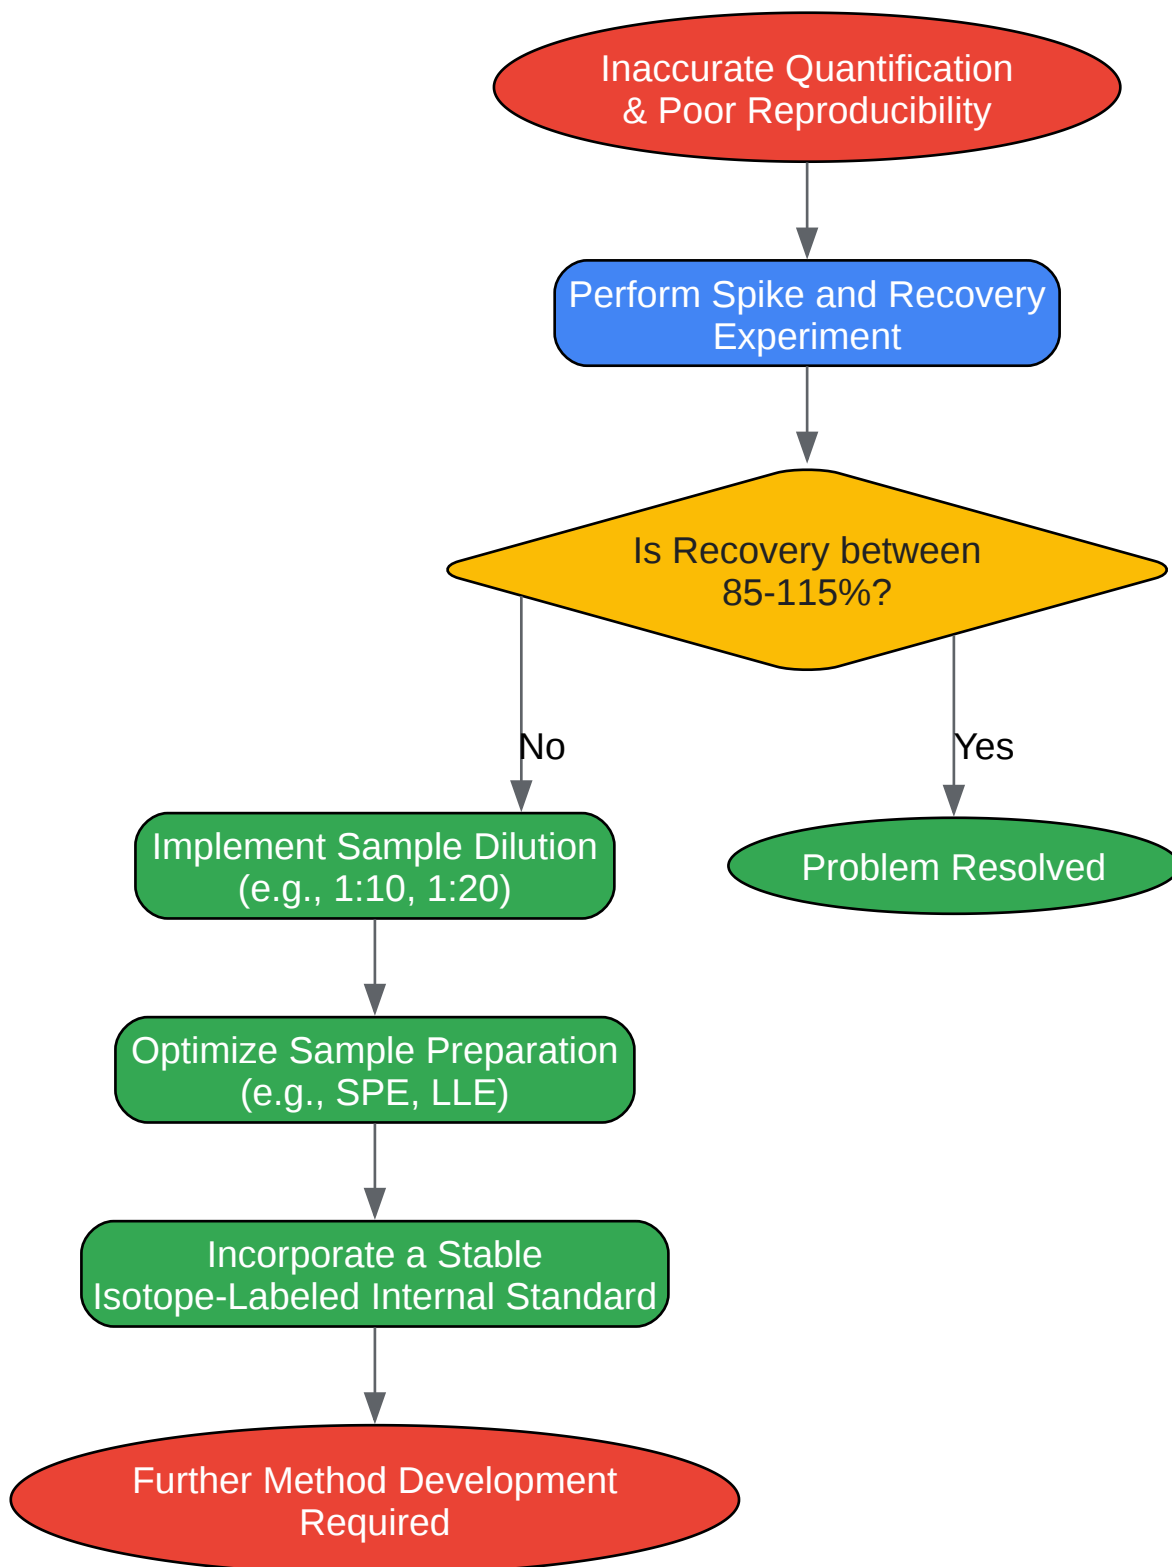 Inaccurate Quantification
& Poor Reproducibility
Perform Spike and Recovery
Experiment
Is Recovery between
85-115%?
No
Yes
Implement Sample Dilution
(e.g., 1:10, 1:20)
Problem Resolved
Optimize Sample Preparation
(e.g., SPE, LLE)
Incorporate a Stable
Isotope-Labeled Internal Standard
Further Method Development
Required